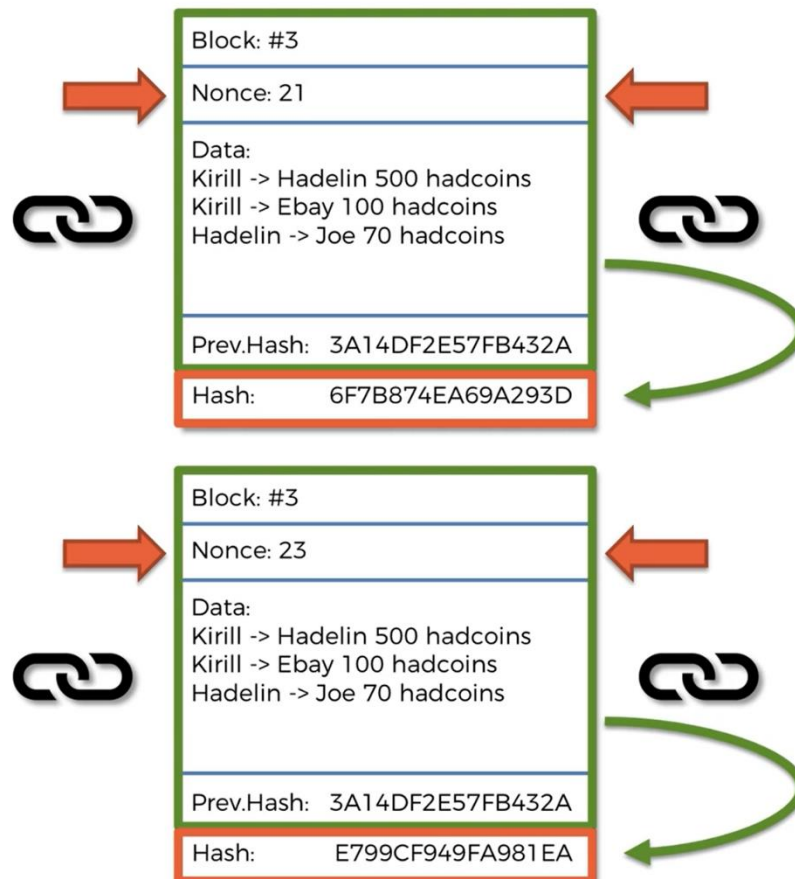 Block: #3
Nonce: 21
Data:
Kirill -> Hadelin 500 hadcoins
Kirill -> Ebay 100 hadcoins
Hadelin -> Joe 70 hadcoins
Prev.Hash: 3A14DF2E57FB432A
Hash: 6F7B874EA69A293D
Block: #3
Nonce: 23
Data:
Kirill -> Hadelin 500 hadcoins
Kirill -> Ebay 100 hadcoins
Hadelin -> Joe 70 hadcoins
Prev.Hash: 3A14DF2E57FB432A
Hash: E799CF949FA981EA